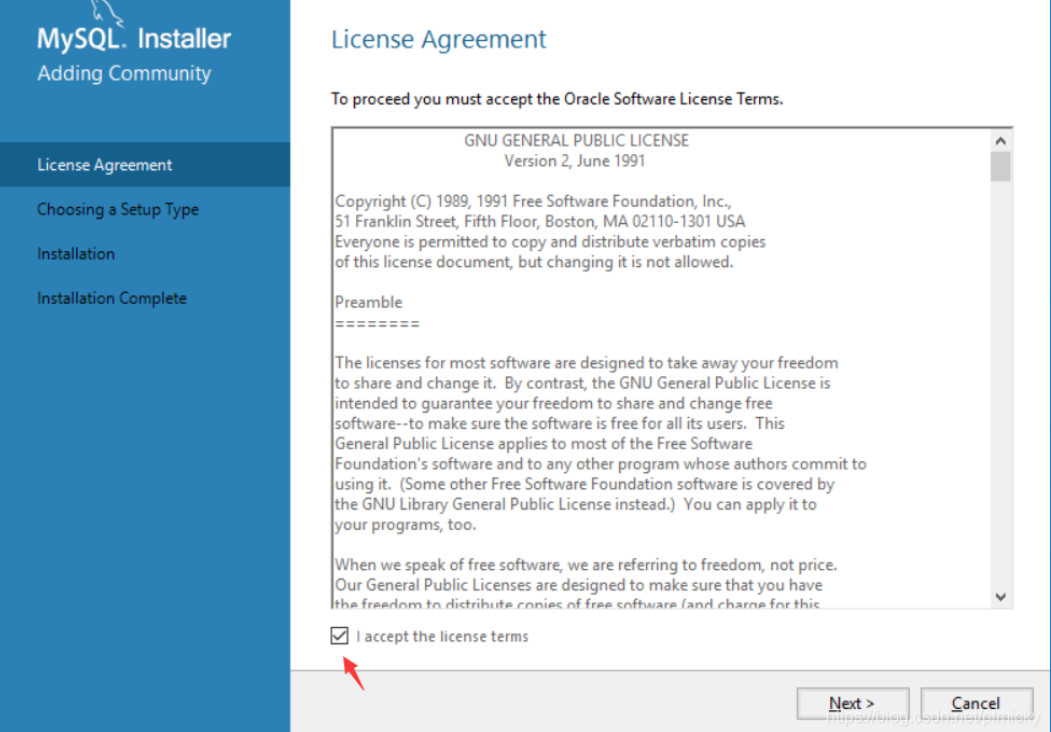 MySQL. Installer
Adding Community
License Agreement
Choosing a Setup Type
Installation
Installation Complete
License Agreement
To proceed you must accept the Oracle Software License Terms.
GNU GENERAL PUBLIC LICENSE
Version 2, June 1991
Copyright (C) 1989, 1991 Free Software Foundation, Inc.,
51 Franklin Street, Fifth Floor, Boston, MA 02110-1301 USA
Everyone is permitted to copy and distribute verbatim copies
of this license document, but changing it is not allowed.
Preamble
========
The licenses for most software are designed to take away your freedom
to share and change it.  By contrast, the GNU General Public License is
intended to guarantee your freedom to share and change free
software--to make sure the software is free for all its users.  This
General Public License applies to most of the Free Software
Foundation's software and to any other program whose authors commit to
using it.  (Some other Free Software Foundation software is covered by
the GNU Library General Public License instead.)  You can apply it to
your programs, too.
When we speak of free software, we are referring to freedom, not price.
Our General Public Licenses are designed to make sure that you have
the freedom to distribute copies of free software (and charge for this
I accept the license terms
Next >
Cancel